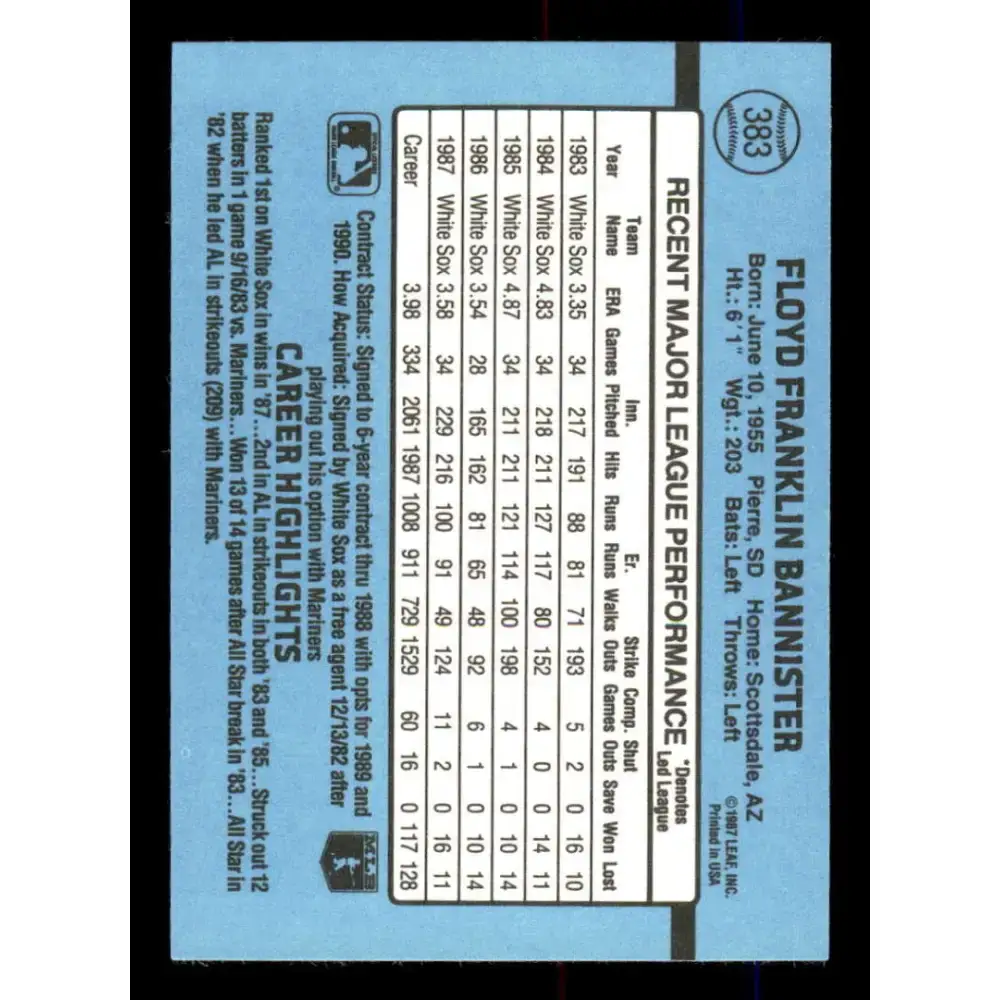 383
FLOYD FRANKLIN BANNISTER
Born: June 10, 1955 Pierre, SD Home: Scottsdale, AZ
Ht.: 6'1" Wgt.: 203 Bats: Left Throws: Left
©1987 LEAF, INC.
Printed in USA
RECENT MAJOR LEAGUE PERFORMANCE *Denotes
Led League
Team Inn. Er. Strike Comp. Shut
Year Name ERA Games Pitched Hits Runs Runs Walks Outs Games Outs Save Won Lost
1983 White Sox 3.35 34 217 191 88 81 71 193 5 2 0 16 10
1984 White Sox 4.83 34 218 211 127 117 80 152 4 0 0 14 11
1985 White Sox 4.87 34 211 211 121 114 100 198 4 1 0 10 14
1986 White Sox 3.54 28 165 162 81 65 48 92 6 1 0 10 14
1987 White Sox 3.58 34 229 216 100 91 49 124 11 2 0 16 11
Career 3.98 334 2061 1987 1008 911 729 1529 60 16 0 117 128
Contract Status: Signed to 6-year contract thru 1988 with opts for 1989 and
1990. How Acquired: Signed by White Sox as a free agent 12/13/82 after
playing out his option with Mariners
MLB
CAREER HIGHLIGHTS
Ranked 1st on White Sox in wins in '87...2nd in AL in strikeouts in both '83 and '85...Struck out 12
batters in 1 game 9/16/83 vs. Mariners...Won 13 of 14 games after All Star break in '83...All Star in
'82 when he led AL in strikeouts (209) with Mariners.